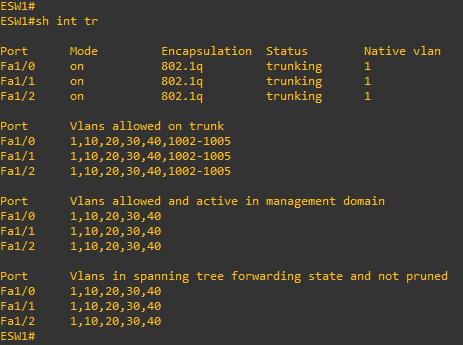 ESW1#
ESW1#sh int tr

Port      Mode         Encapsulation  Status        Native vlan
Fa1/0     on           802.1q         trunking      1
Fa1/1     on           802.1q         trunking      1
Fa1/2     on           802.1q         trunking      1

Port      Vlans allowed on trunk
Fa1/0     1,10,20,30,40,1002-1005
Fa1/1     1,10,20,30,40,1002-1005
Fa1/2     1,10,20,30,40,1002-1005

Port      Vlans allowed and active in management domain
Fa1/0     1,10,20,30,40
Fa1/1     1,10,20,30,40
Fa1/2     1,10,20,30,40

Port      Vlans in spanning tree forwarding state and not pruned
Fa1/0     1,10,20,30,40
Fa1/1     1,10,20,30,40
Fa1/2     1,10,20,30,40
ESW1#